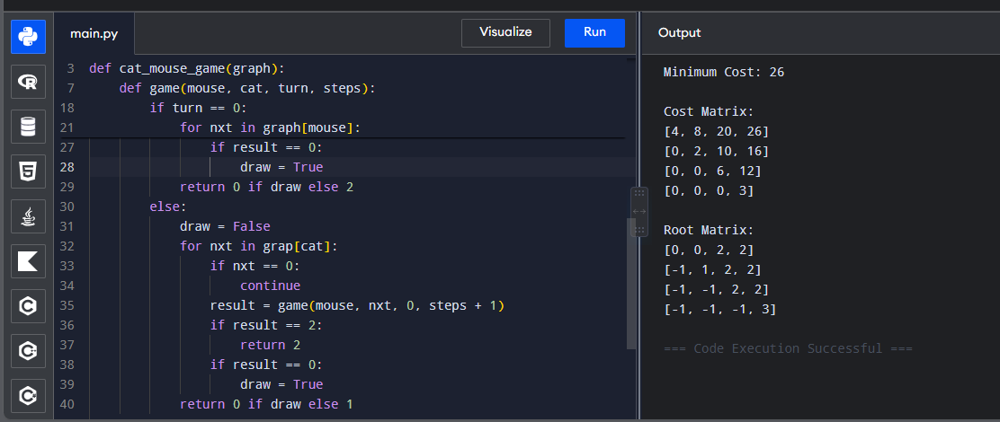 main.py
Visualize
Run
Output
3 def cat_mouse_game(graph):
7 def game(mouse, cat, turn, steps):
18 if turn == 0:
21 for nxt in graph[mouse]:
27 if result == 0:
28 draw = True
29 return 0 if draw else 2
30 else:
31 draw = False
32 for nxt in grap[cat]:
33 if nxt == 0:
34 continue
35 result = game(mouse, nxt, 0, steps + 1)
36 if result == 2:
37 return 2
38 if result == 0:
39 draw = True
40 return 0 if draw else 1
Minimum Cost: 26
Cost Matrix:
[4, 8, 20, 26]
[0, 2, 10, 16]
[0, 0, 6, 12]
[0, 0, 0, 3]
Root Matrix:
[0, 0, 2, 2]
[-1, 1, 2, 2]
[-1, -1, 2, 2]
[-1, -1, -1, 3]
=== Code Execution Successful ===